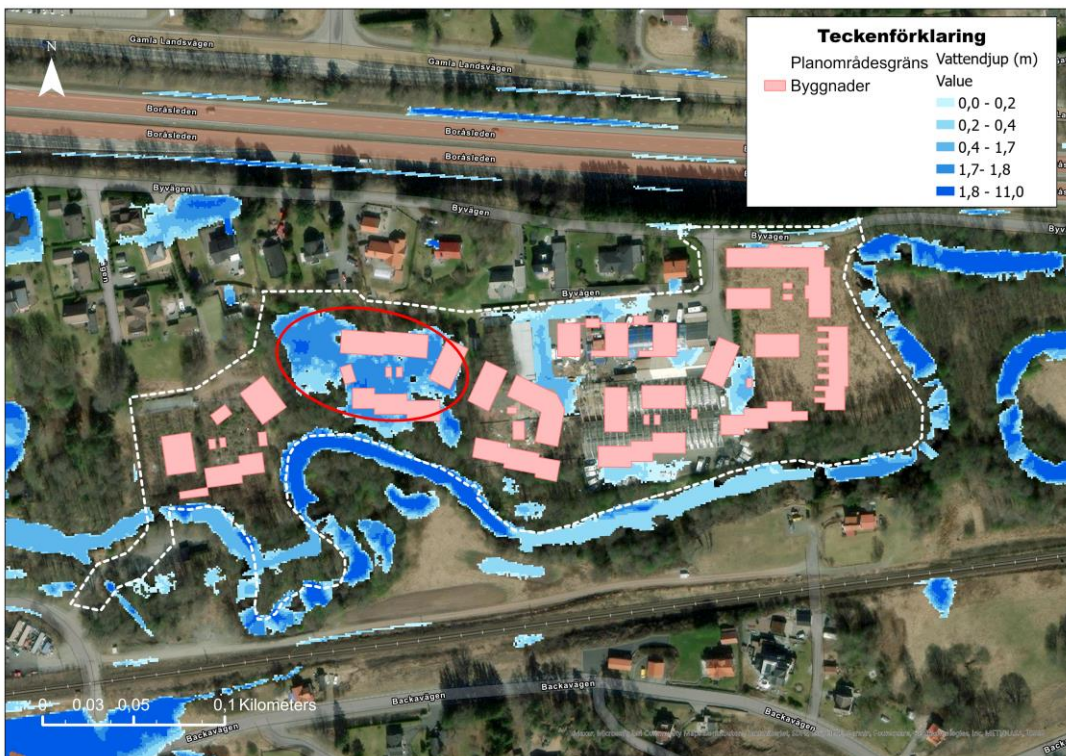 Teckenförklaring
Planområdesgräns
Byggnader
Vattendjup (m)
Value
0,0 - 0,2
0,2 - 0,4
0,4 - 1,7
1,7- 1,8
1,8 - 11,0
N
Gamla Landsvägen
Gamla Landsvägen
Boråsleden
Boråsleden
Boråsleden
Boråsleden
Byvägen
Byvägen
Byvägen
Byvägen
0 0,03 0,05 0,1 Kilometers
Backavägen
Backavägen
Backavägen